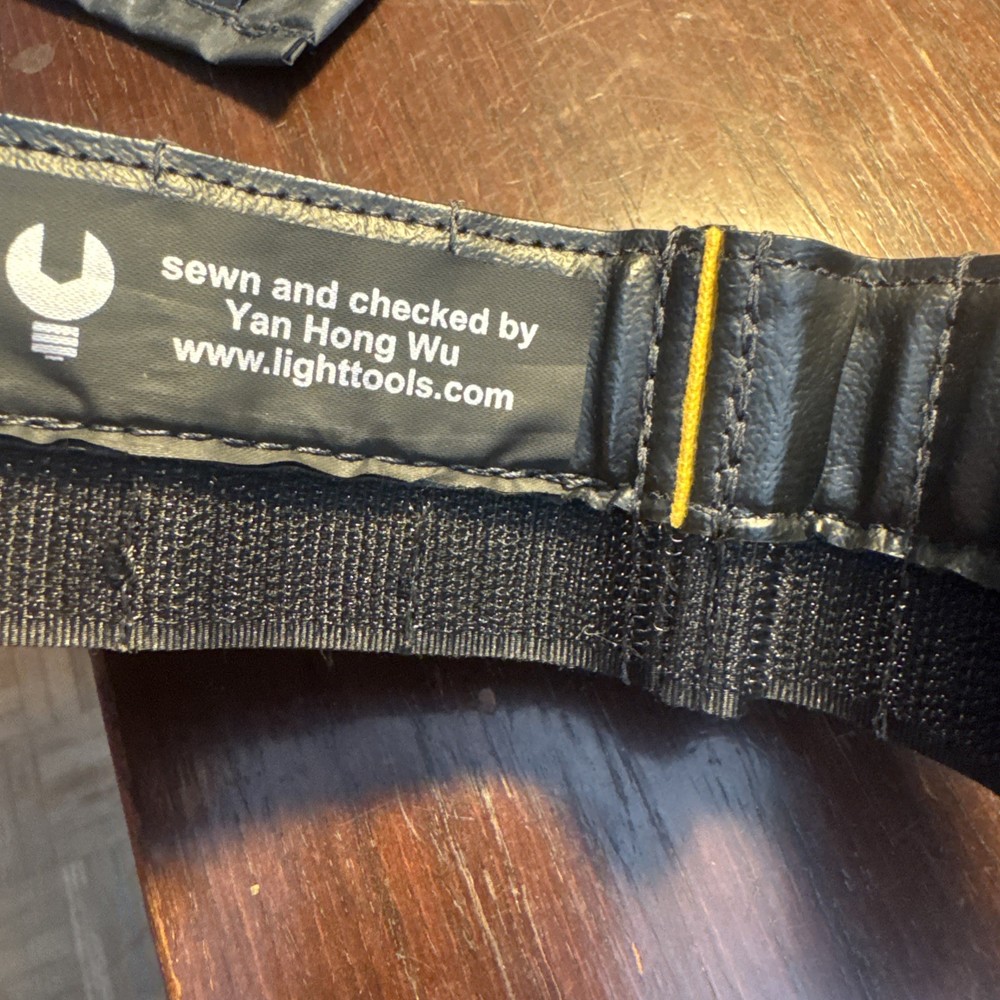 sewn and checked by
Yan Hong Wu
www.lighttools.com